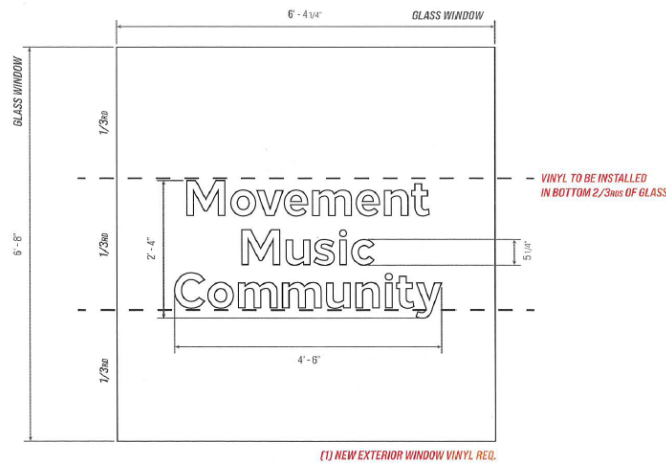 6' - 4 1/4"
GLASS WINDOW
GLASS WINDOW
1/3RD
VINYL TO BE INSTALLED
IN BOTTOM 2/3RDS OF GLASS
Movement
6' - 8"
1/3RD
2' - 4"
Music
5 1/4"
Community
4' - 6"
1/3RD
(1) NEW EXTERIOR WINDOW VINYL REQ.